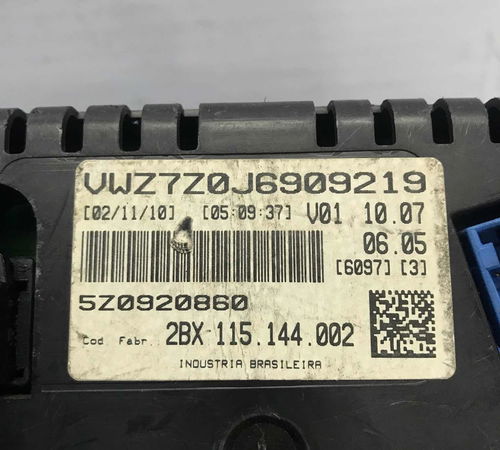 VWZ7Z0J6909219
[02/11/10] [05:09:37] V01 10.07
06.05
[6097] [3]
5Z0920860
Cod Fabr. 2BX 115.144.002
INDUSTRIA BRASILEIRA